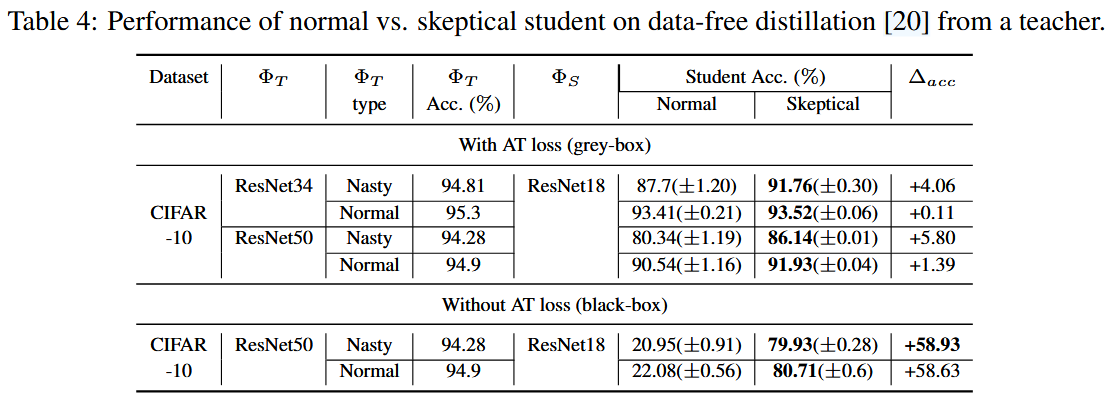 Table 4: Performance of normal vs. skeptical student on data-free distillation [20] from a teacher.
Dataset Φ_T Φ_T Φ_T Φ_S Student Acc. (%) Δ_acc
type Acc. (%) Normal Skeptical
With AT loss (grey-box)
ResNet34 Nasty 94.81 ResNet18 87.7(±1.20) 91.76(±0.30) +4.06
CIFAR Normal 95.3 93.41(±0.21) 93.52(±0.06) +0.11
-10 ResNet50 Nasty 94.28 80.34(±1.19) 86.14(±0.01) +5.80
Normal 94.9 90.54(±1.16) 91.93(±0.04) +1.39
Without AT loss (black-box)
CIFAR ResNet50 Nasty 94.28 ResNet18 20.95(±0.91) 79.93(±0.28) +58.93
-10 Normal 94.9 22.08(±0.56) 80.71(±0.6) +58.63